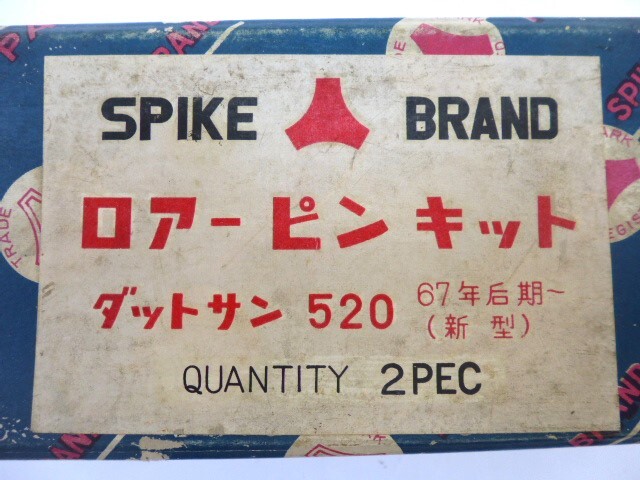 SPIKE BRAND
ロアーピンキット
ダットサン 520 67年后期~
(新型)
QUANTITY 2PEC
TRADE